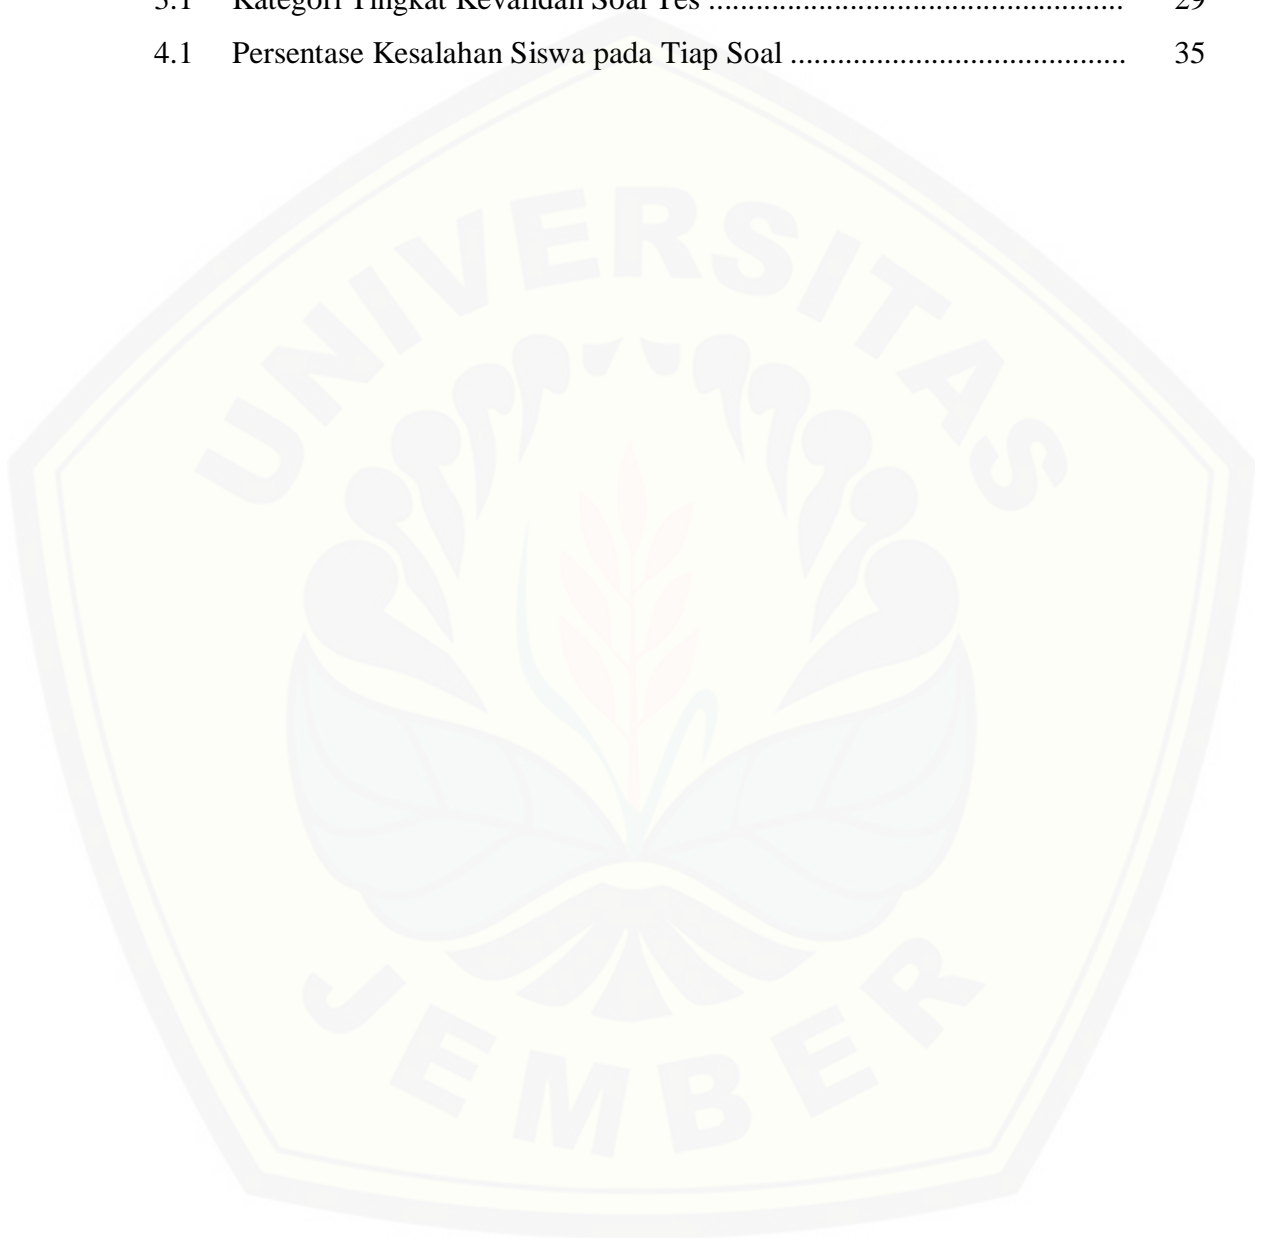 3.1 Kategori Tingkat Kevalidan Soal Tes ..................................................... 29
4.1 Persentase Kesalahan Siswa pada Tiap Soal ........................................... 35
UNIVERSITAS
JEMBER